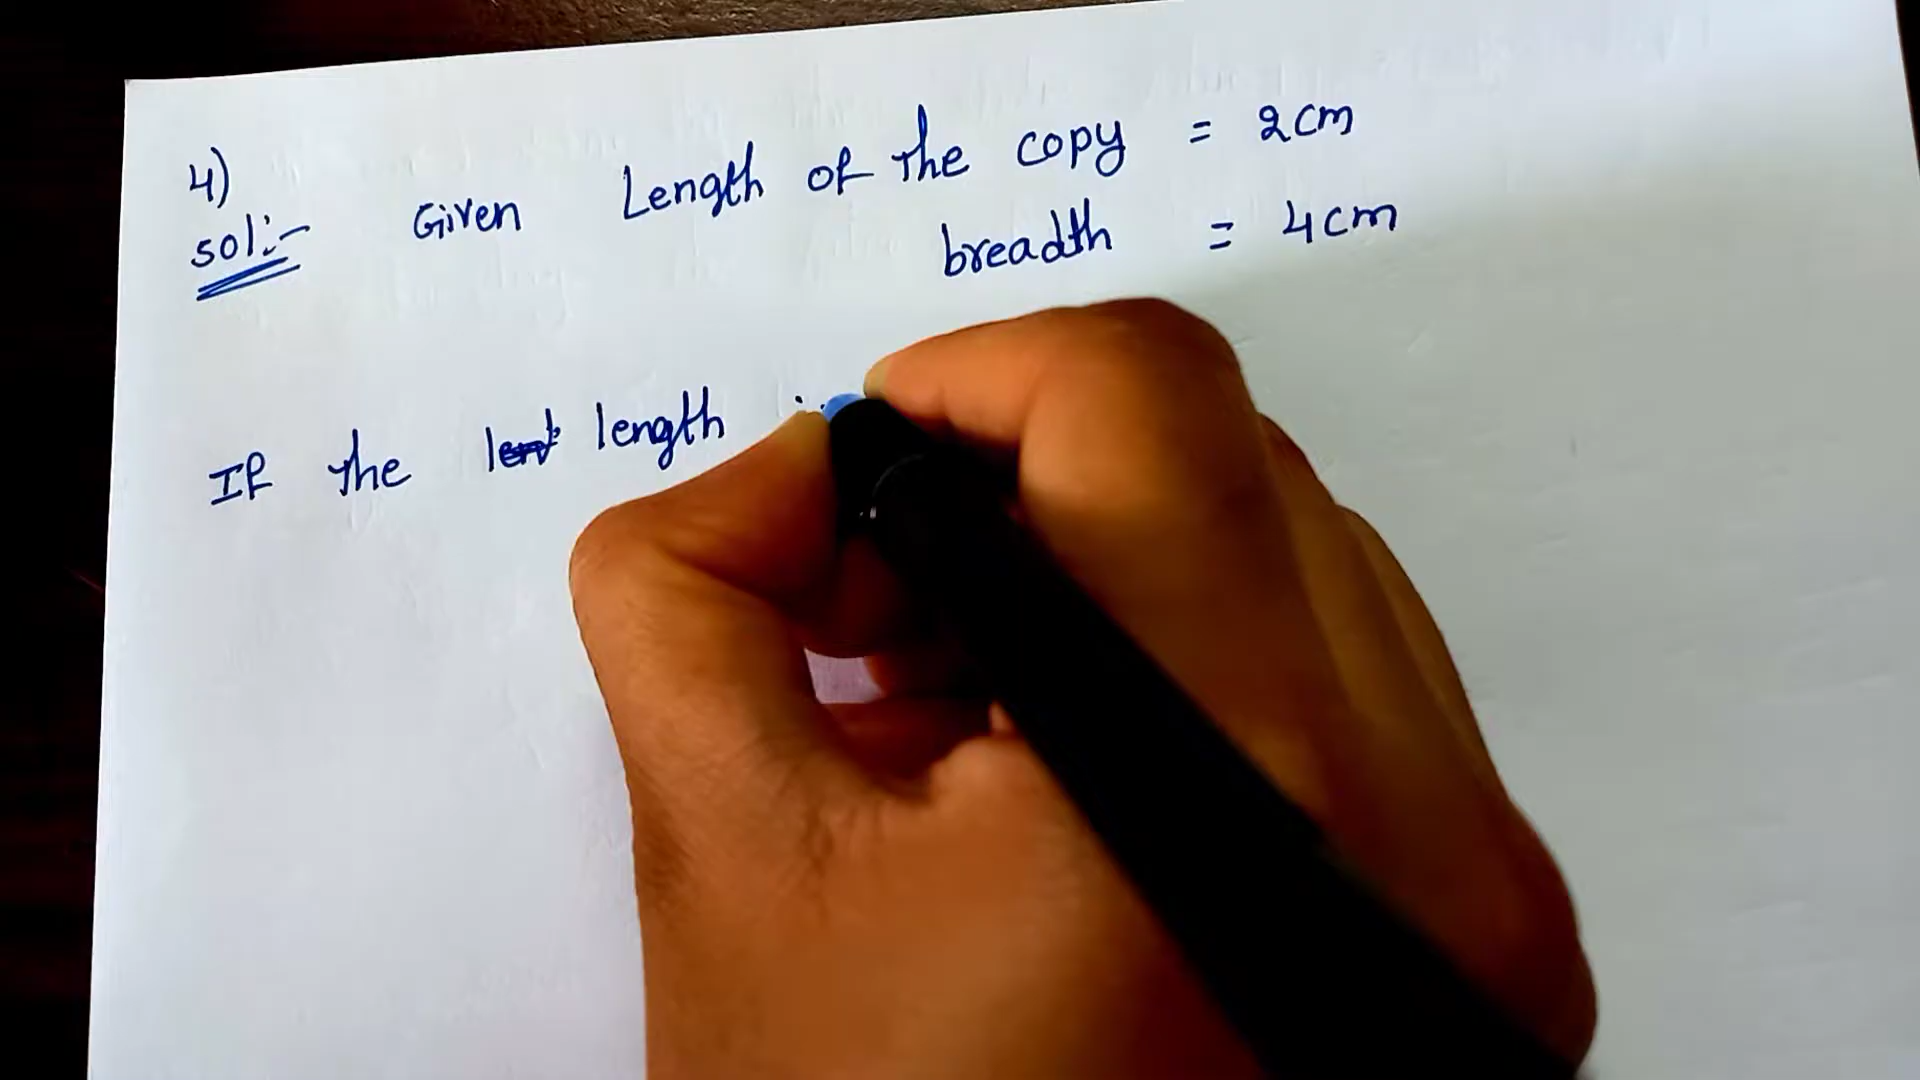 4)
Sol:- Given Length of the copy = 2cm
breadth = 4cm
If the length